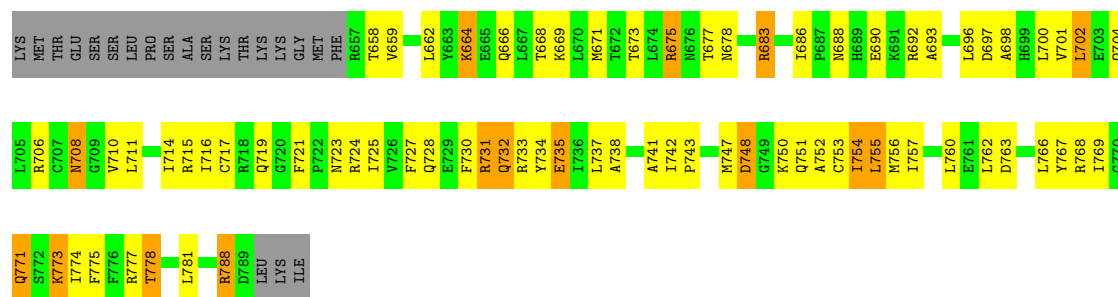 LYS MET THR GLU SER SER LEU PRO SER ALA SER LYS THR LYS LYS GLY MET PHE R657 T658 V659 L662 Y663 K664 E665 Q666 L667 T668 K669 L670 M671 T672 T673 L674 R675 N676 T677 N678 R683 I686 P687 N688 H689 E690 K691 R692 A693 L696 D697 A698 H699 L700 V701 L702 E703
L705 R706 C707 N708 G709 V710 L711 I714 R715 I716 C717 R718 Q719 G720 F721 P722 N723 R724 I725 V726 F727 Q728 E729 F730 R731 Q732 R733 Y734 E735 I736 L737 A738 A741 I742 P743 M747 D748 G749 K750 Q751 A752 C753 I754 L755 M756 I757 L760 E761 L762 D763 L766 Y767 R768 I769
Q771 S772 K773 I774 F775 F776 R777 T778 L781 R788 D789 LEU LYS ILE